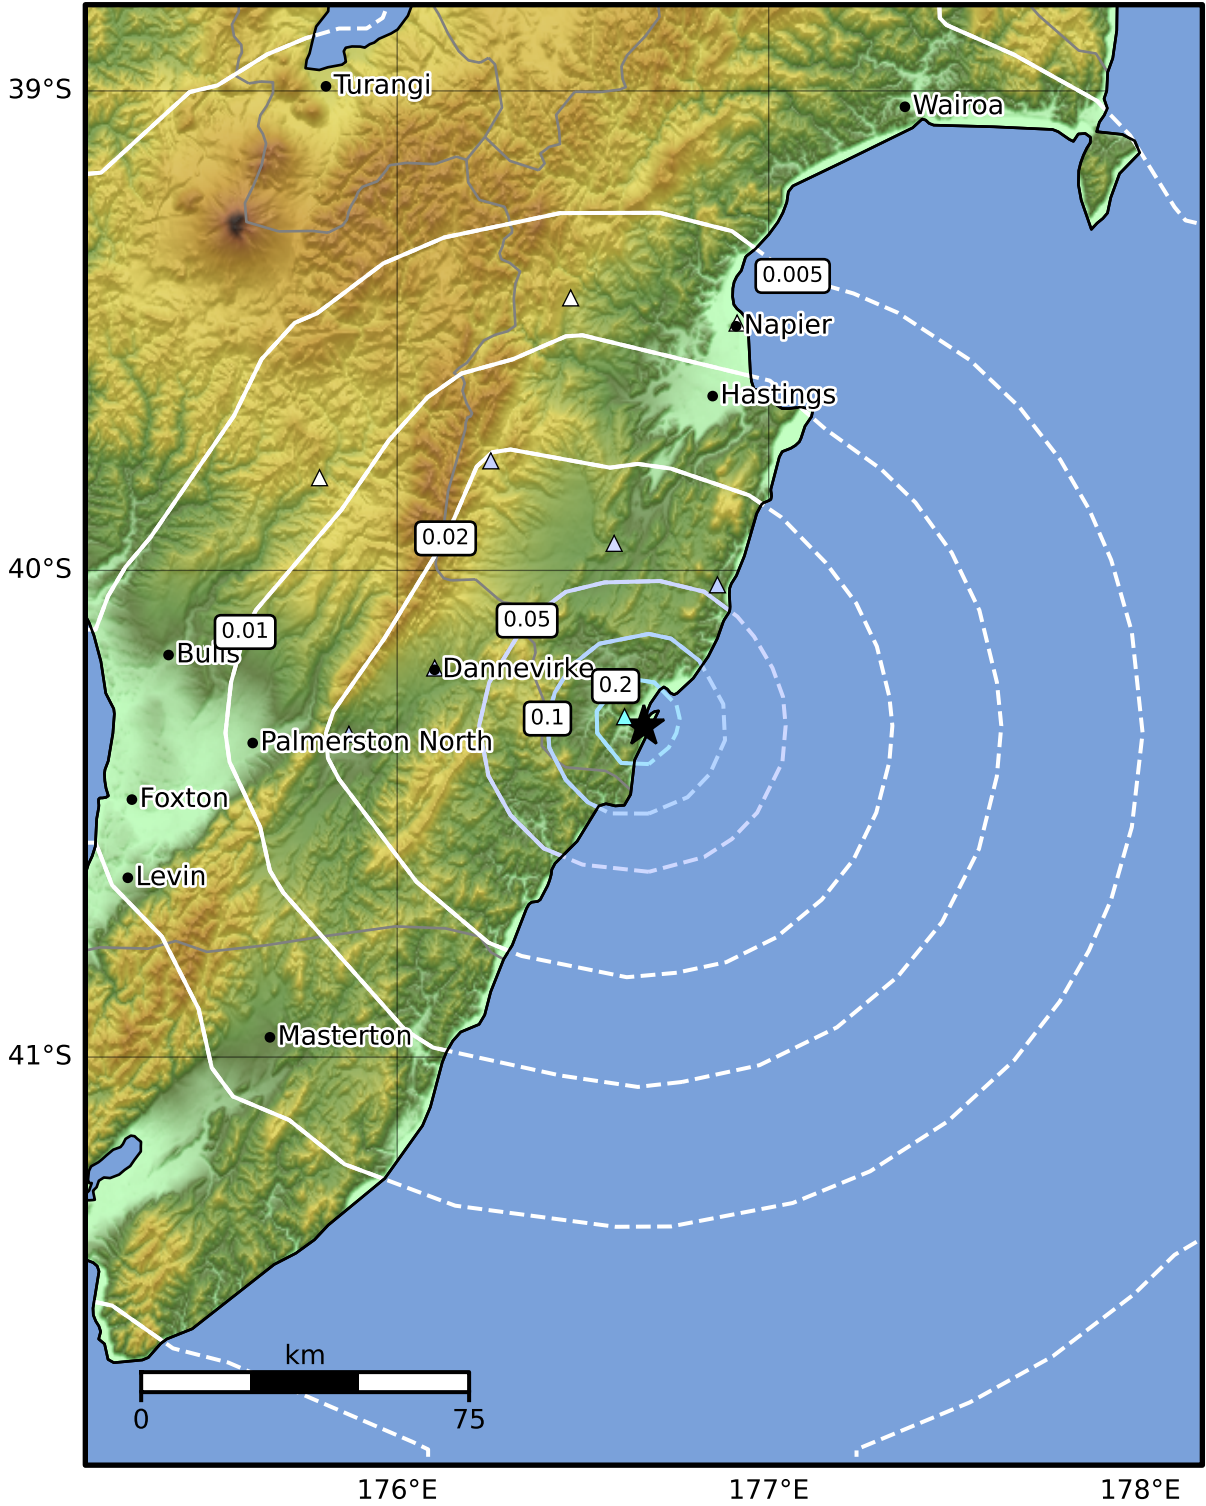 39°S
Turangi
Wairoa
0.005
Napier
Hastings
0.02
40°S
0.05
0.01
Bulls
Dannevirke
0.2
0.1
Palmerston North
Foxton
Levin
Masterton
41°S
km
0
75
176°E
177°E
178°E